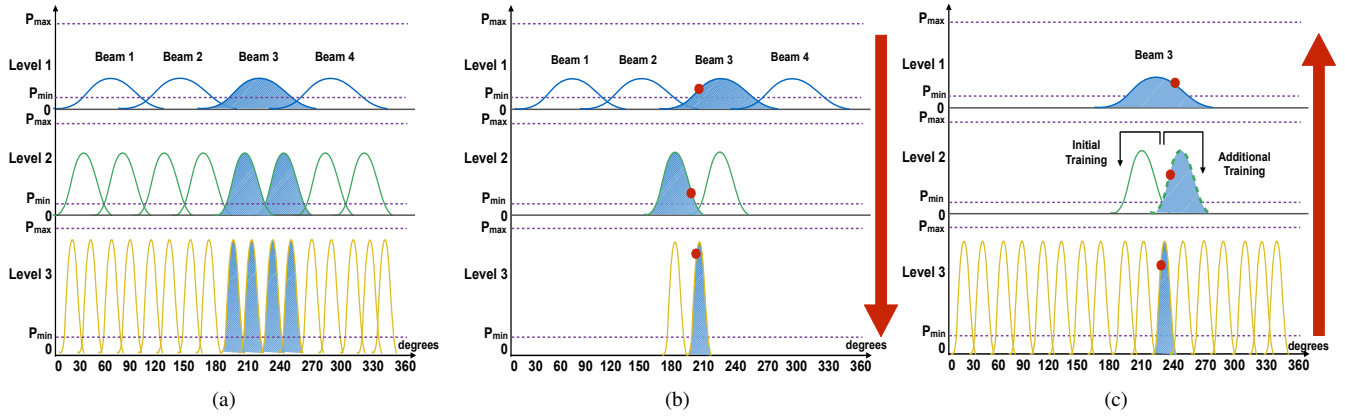 Pmax
Beam 1 Beam 2 Beam 3 Beam 4
Level 1
Pmin
0
Pmax
Level 2
Pmin
0
Pmax
Level 3
Pmin
0
degrees
0 30 60 90 120 150 180 210 240 270 300 330 360
(a)
Pmax
Beam 1 Beam 2 Beam 3 Beam 4
Level 1
Pmin
0
Pmax
Level 2
Pmin
0
Pmax
Level 3
Pmin
0
degrees
0 30 60 90 120 150 180 210 240 270 300 330 360
(b)
Pmax
Beam 3
Level 1
Pmin
0
Pmax
Level 2
Initial
Training
Additional
Training
Pmin
0
Pmax
Level 3
Pmin
0
degrees
0 30 60 90 120 150 180 210 240 270 300 330 360
(c)